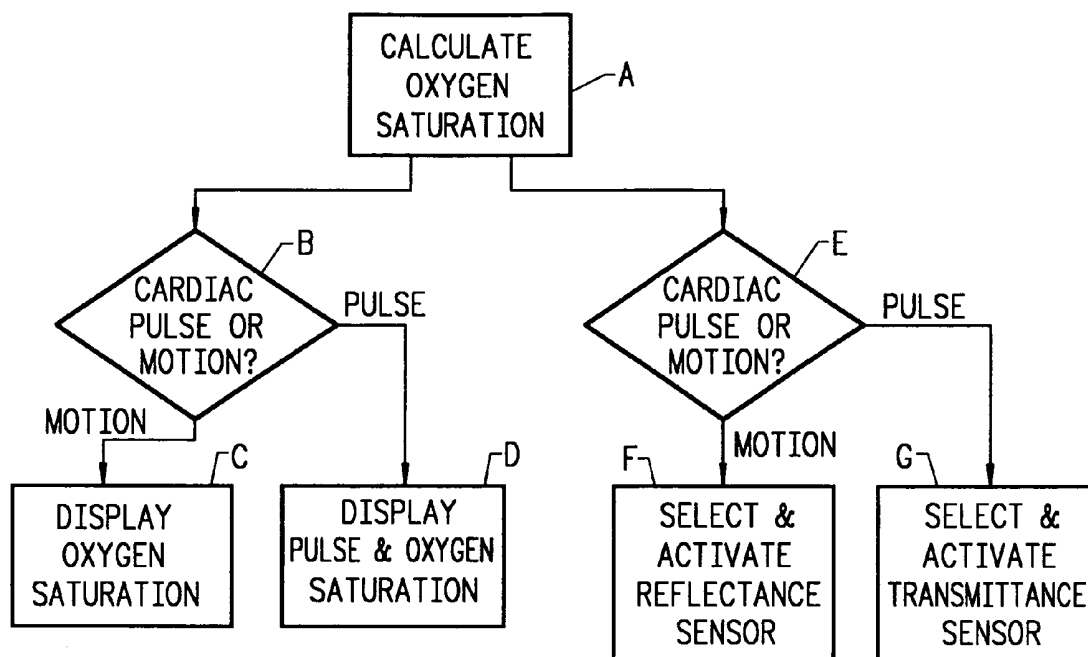 CALCULATE
OXYGEN
SATURATION
A
B
CARDIAC
PULSE OR
MOTION?
PULSE
MOTION
C
DISPLAY
OXYGEN
SATURATION
D
DISPLAY
PULSE & OXYGEN
SATURATION
E
CARDIAC
PULSE OR
MOTION?
PULSE
MOTION
F
SELECT &
ACTIVATE
REFLECTANCE
SENSOR
G
SELECT &
ACTIVATE
TRANSMITTANCE
SENSOR